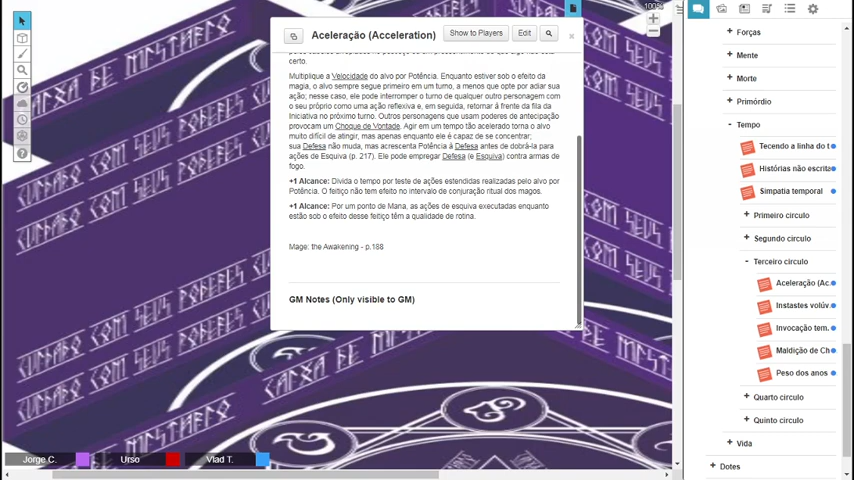 100%
Aceleração (Acceleration)
Show to Players
Edit
certo.
Multiplique a Velocidade do alvo por Potência. Enquanto estiver sob o efeito da
magia, o alvo sempre segue primeiro em um turno, a menos que opte por adiar sua
ação; nesse caso, ele pode interromper o turno de qualquer outro personagem com
o seu próprio como uma ação reflexiva e, em seguida, retornar à frente da fila da
Iniciativa no próximo turno. Outros personagens que usam poderes de antecipação
provocam um Choque de Vontade. Agir em um tempo tão acelerado torna o alvo
muito difícil de atingir, mas apenas enquanto ele é capaz de se concentrar;
sua Defesa não muda, mas acrescenta Potência à Defesa antes de dobrá-la para
ações de Esquiva (p. 217). Ele pode empregar Defesa (e Esquiva) contra armas de
fogo.
+1 Alcance: Divida o tempo por teste de ações estendidas realizadas pelo alvo por
Potência. O feitiço não tem efeito no intervalo de conjuração ritual dos magos.
+1 Alcance: Por um ponto de Mana, as ações de esquiva executadas enquanto
estão sob o efeito desse feitiço têm a qualidade de rotina.
Mage: the Awakening - p.188
GM Notes (Only visible to GM)
Forças
Mente
Morte
Primórdio
Tempo
Tecendo a linha do t
Histórias não escrita
Simpatia temporal
Primeiro circulo
Segundo circulo
Terceiro circulo
Aceleração (Ac.
Instastes volúv.
Invocação tem.
Maldição de Ch
Peso dos anos
Quarto circulo
Quinto circulo
Vida
Dotes
Jorge C.
Urso
Vlad T.